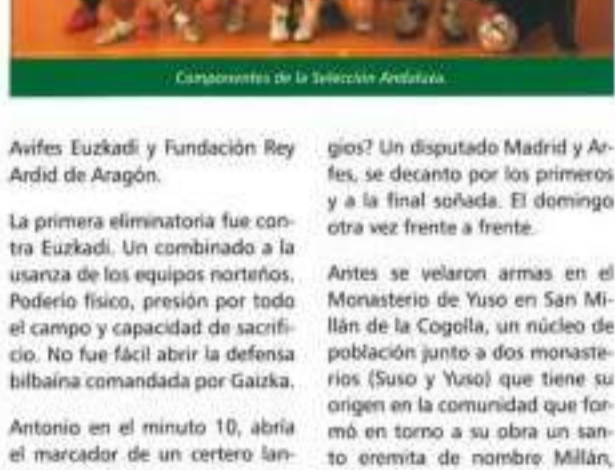 Componentes de la Selección Andaluza.
Avifes Euzkadi y Fundación Rey
Ardid de Aragón.
La primera eliminatoria fue con-
tra Euzkadi. Un combinado a la
usanza de los equipos norteños.
Poderío físico, presión por todo
el campo y capacidad de sacrifi-
cio. No fue fácil abrir la defensa
bilbaína comandada por Gaizka.
Antonio en el minuto 10, abría
el marcador de un certero lan-
gios? Un disputado Madrid y Ar-
fes, se decanto por los primeros
y a la final soñada. El domingo
otra vez frente a frente.
Antes se velaron armas en el
Monasterio de Yuso en San Mi-
llán de la Cogolla, un núcleo de
población junto a dos monaste-
rios (Suso y Yuso) que tiene su
origen en la comunidad que for-
mó en torno a su obra un san-
to eremita de nombre Millán,